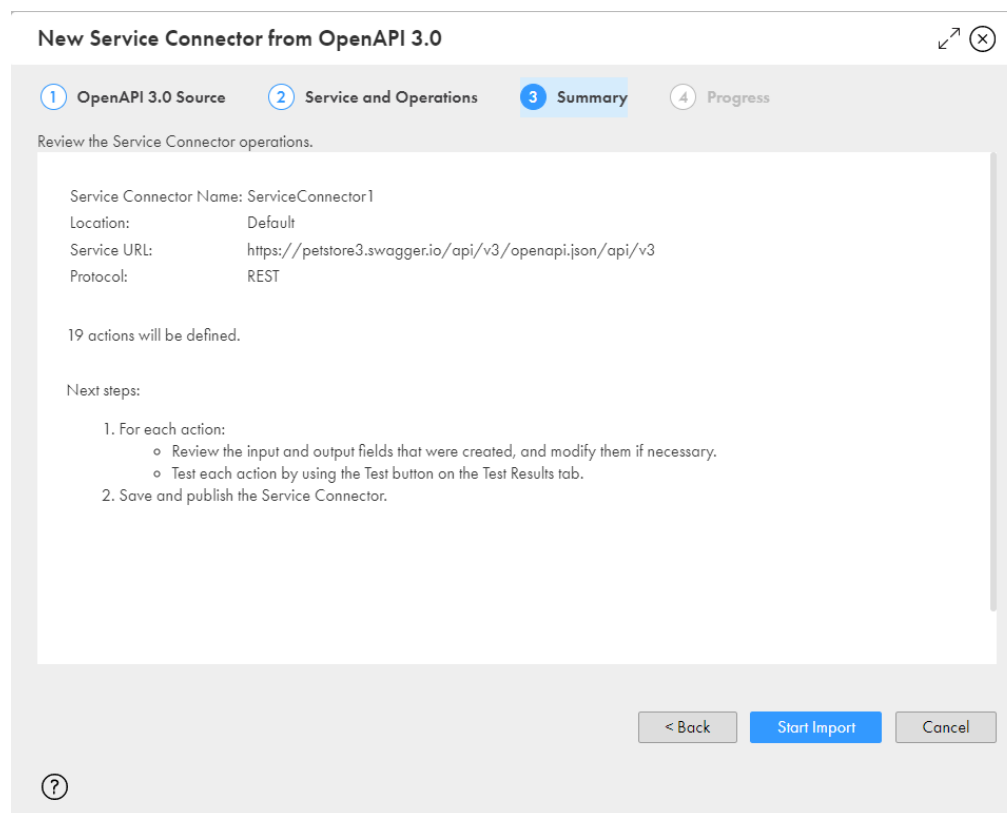 New Service Connector from OpenAPI 3.0
1 OpenAPI 3.0 Source 2 Service and Operations 3 Summary 4 Progress
Review the Service Connector operations.
Service Connector Name: ServiceConnector1
Location: Default
Service URL: https://petstore3.swagger.io/api/v3/openapi.json/api/v3
Protocol: REST
19 actions will be defined.
Next steps:
1. For each action:
Review the input and output fields that were created, and modify them if necessary.
Test each action by using the Test button on the Test Results tab.
2. Save and publish the Service Connector.
< Back Start Import Cancel
?